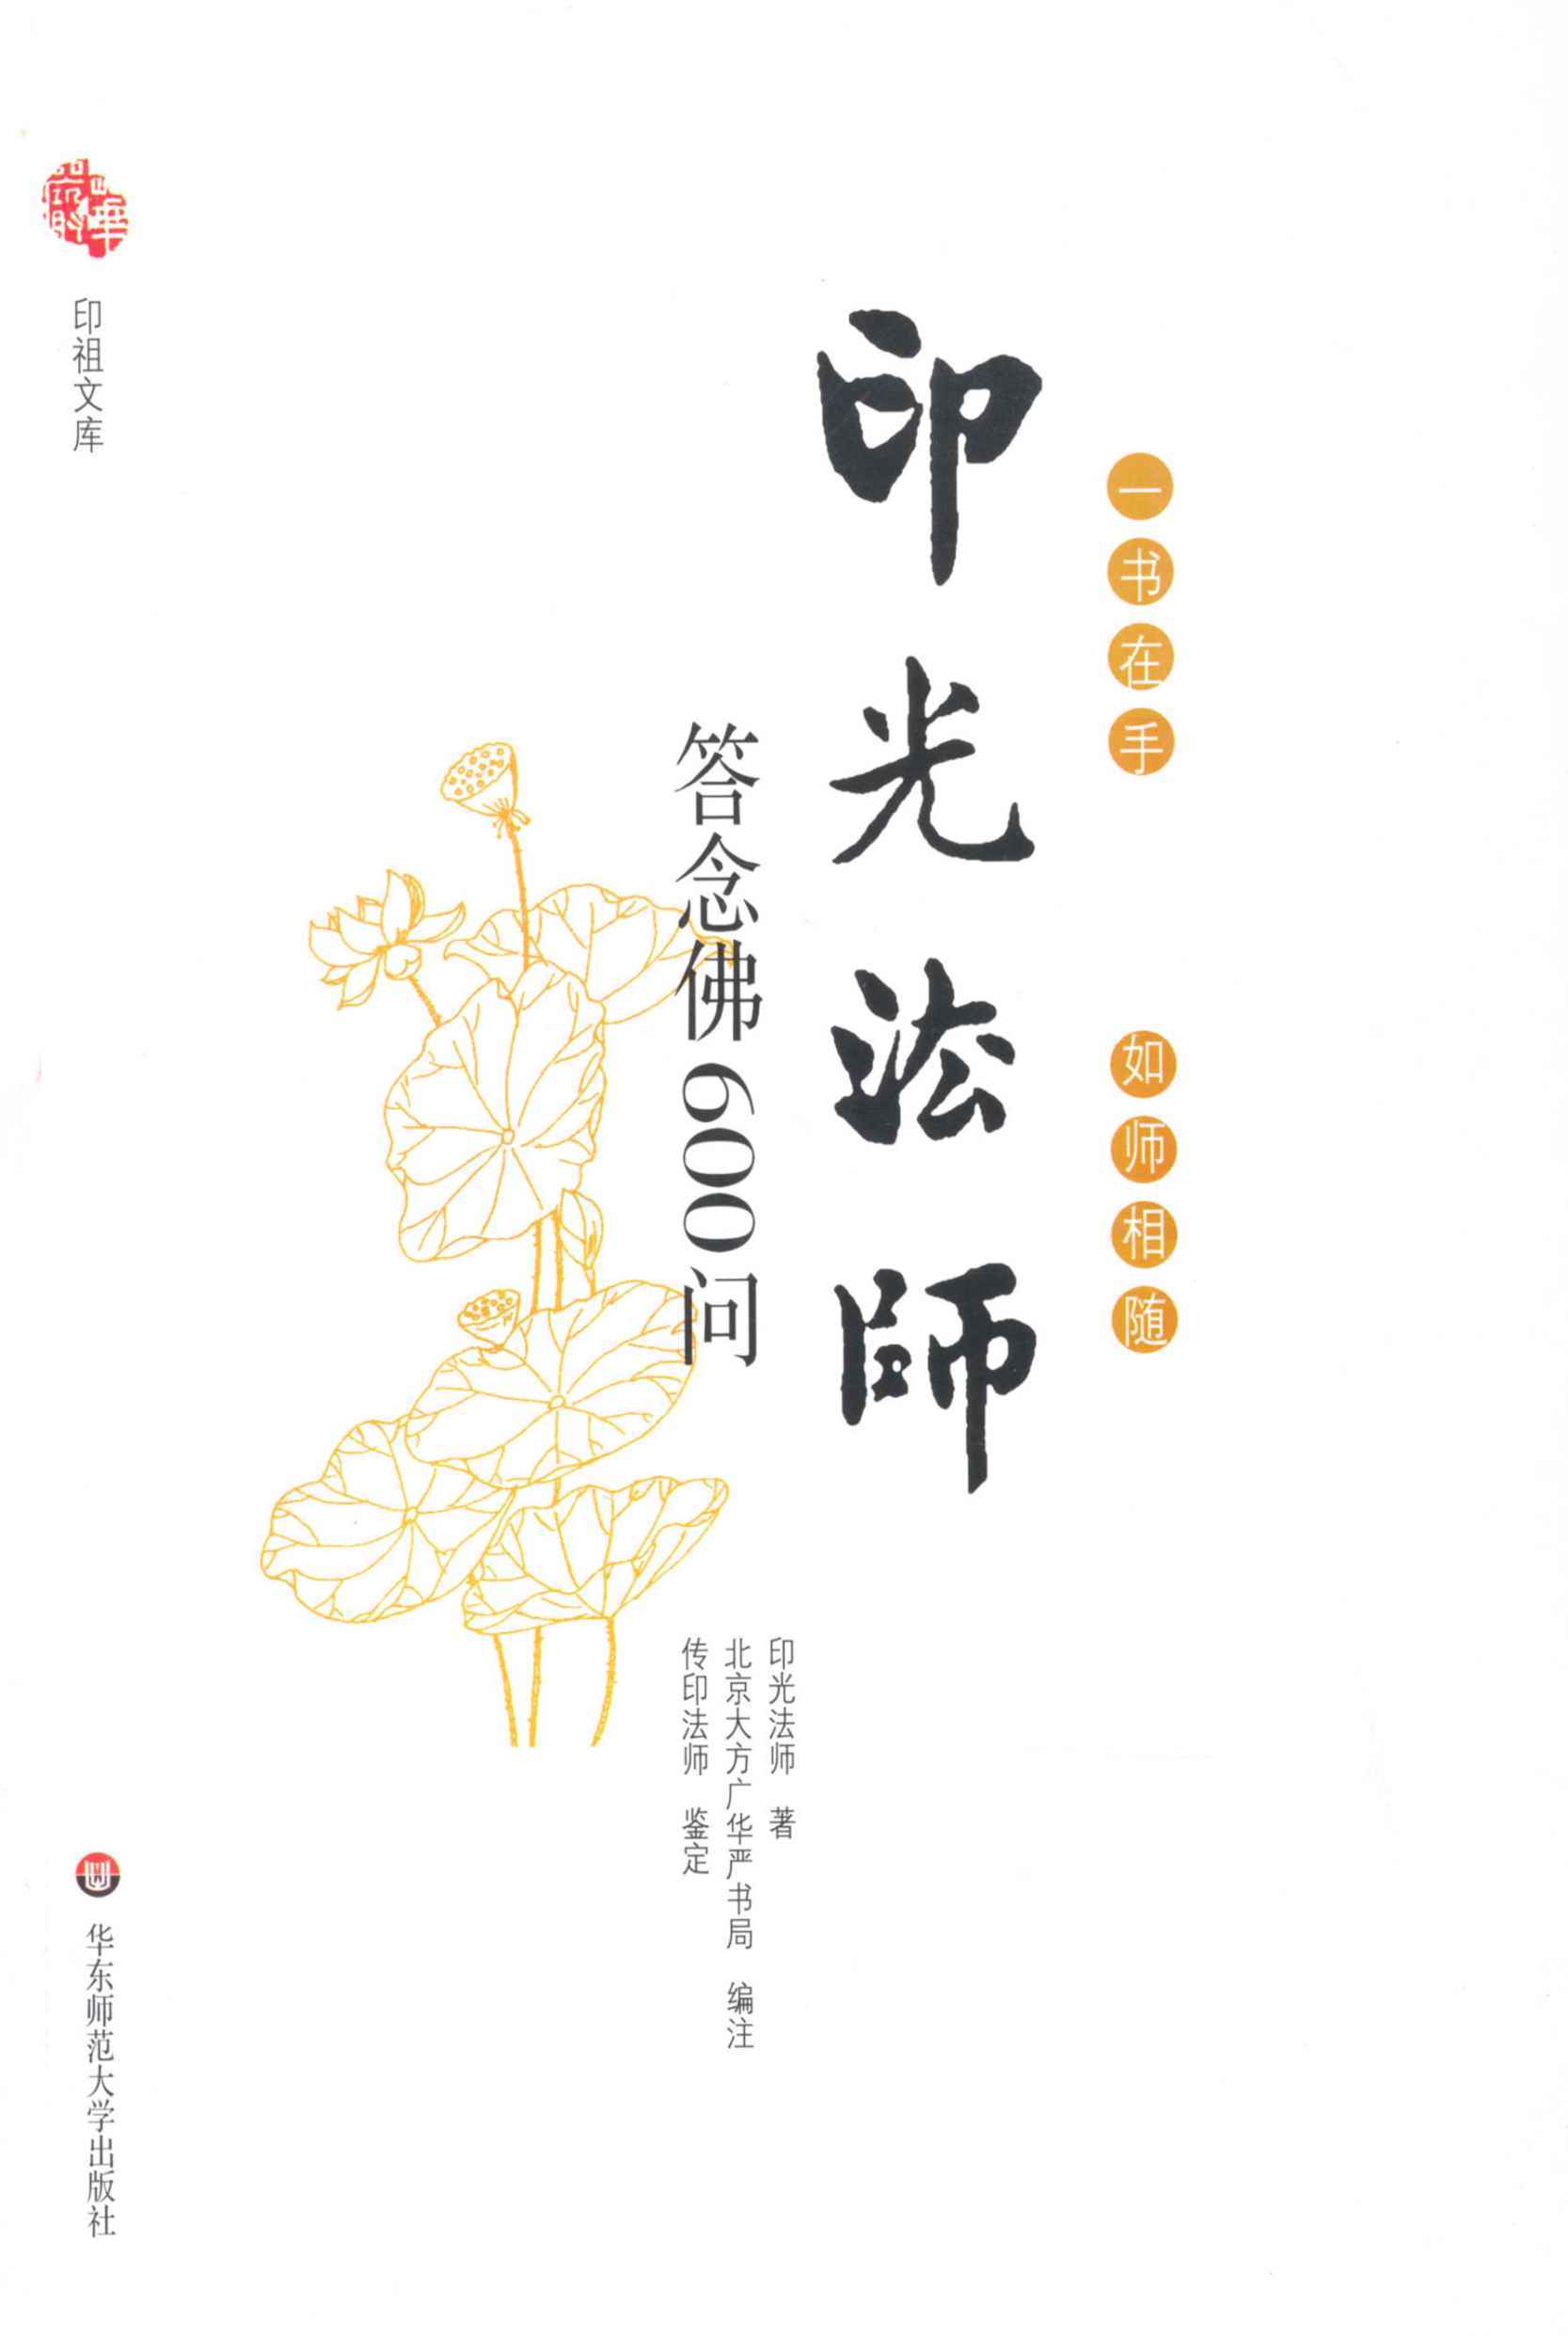 一书在手 如师相随
印光法師
答念佛600问
印光法师 著
北京大方广华严书局 编注
传印法师 鉴定
印祖文库
华东师范大学出版社